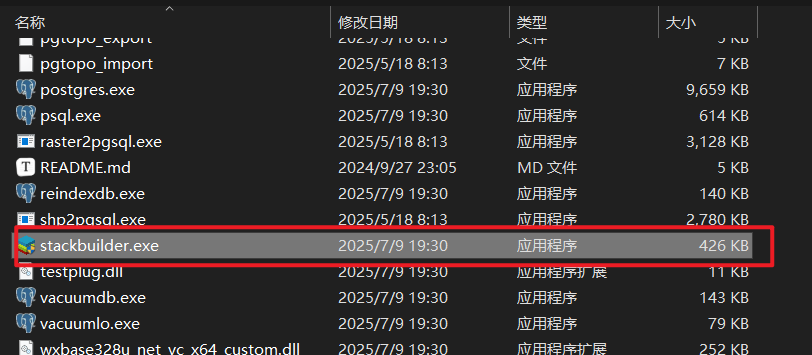 名称 修改日期 类型 大小
pgtopo_export 2025/5/18 8:13 文件 5 KB
pgtopo_import 2025/5/18 8:13 文件 7 KB
postgres.exe 2025/7/9 19:30 应用程序 9,659 KB
psql.exe 2025/7/9 19:30 应用程序 614 KB
raster2pgsql.exe 2025/5/18 8:13 应用程序 3,128 KB
README.md 2024/9/27 23:05 MD 文件 5 KB
reindexdb.exe 2025/7/9 19:30 应用程序 140 KB
shp2pgsql.exe 2025/5/18 8:13 应用程序 2,780 KB
stackbuilder.exe 2025/7/9 19:30 应用程序 426 KB
testplug.dll 2025/7/9 19:30 应用程序扩展 11 KB
vacuumdb.exe 2025/7/9 19:30 应用程序 143 KB
vacuumlo.exe 2025/7/9 19:30 应用程序 79 KB
wxbase328u_net_vc_x64_custom.dll 2025/7/9 19:30 应用程序扩展 252 KB